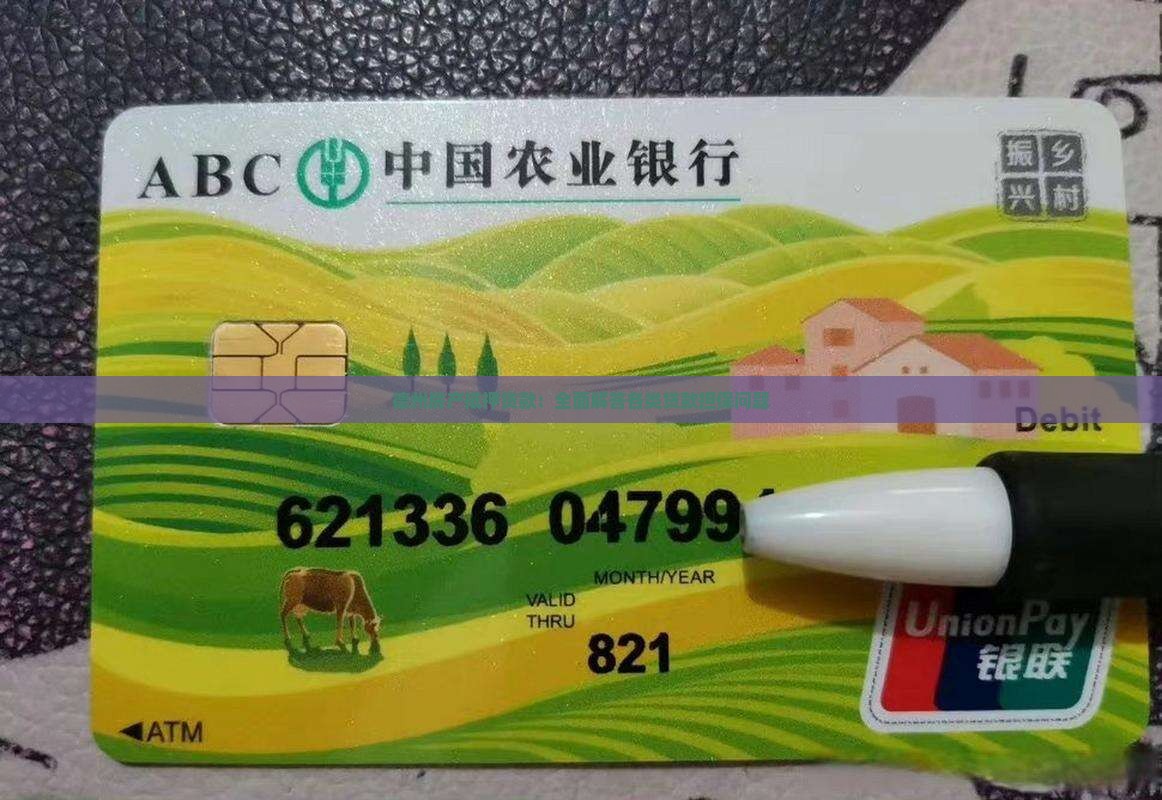 ABC 中国农业银行
振 乡
兴 村
Debit
621336 04799
MONTH/YEAR
VALID
THRU
821
UnionPay
银联
◀ATM